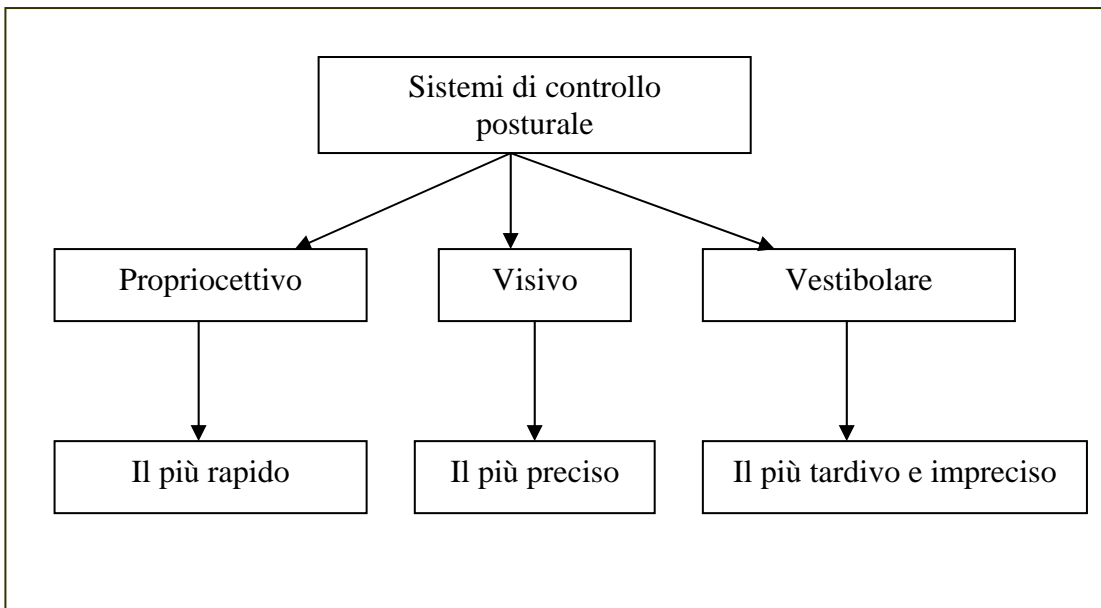 Sistemi di controllo
posturale
Propriocettivo
Visivo
Vestibolare
Il più rapido
Il più preciso
Il più tardivo e impreciso